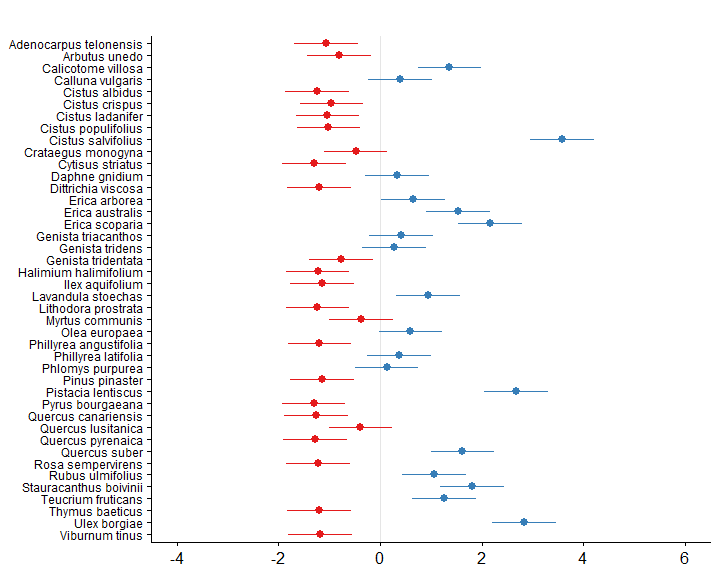 Adenocarpus telonensis
Arbutus unedo
Calicotome villosa
Calluna vulgaris
Cistus albidus
Cistus crispus
Cistus ladanifer
Cistus populifolius
Cistus salvifolius
Crataegus monogyna
Cytisus striatus
Daphne gnidium
Dittrichia viscosa
Erica arborea
Erica australis
Erica scoparia
Genista triacanthos
Genista tridens
Genista tridentata
Halimium halimifolium
Ilex aquifolium
Lavandula stoechas
Lithodora prostrata
Myrtus communis
Olea europaea
Phillyrea angustifolia
Phillyrea latifolia
Phlomys purpurea
Pinus pinaster
Pistacia lentiscus
Pyrus bourgaeana
Quercus canariensis
Quercus lusitanica
Quercus pyrenaica
Quercus suber
Rosa sempervirens
Rubus ulmifolius
Stauracanthus boivinii
Teucrium fruticans
Thymus baeticus
Ulex borgiae
Viburnum tinus
-4 -2 0 2 4 6